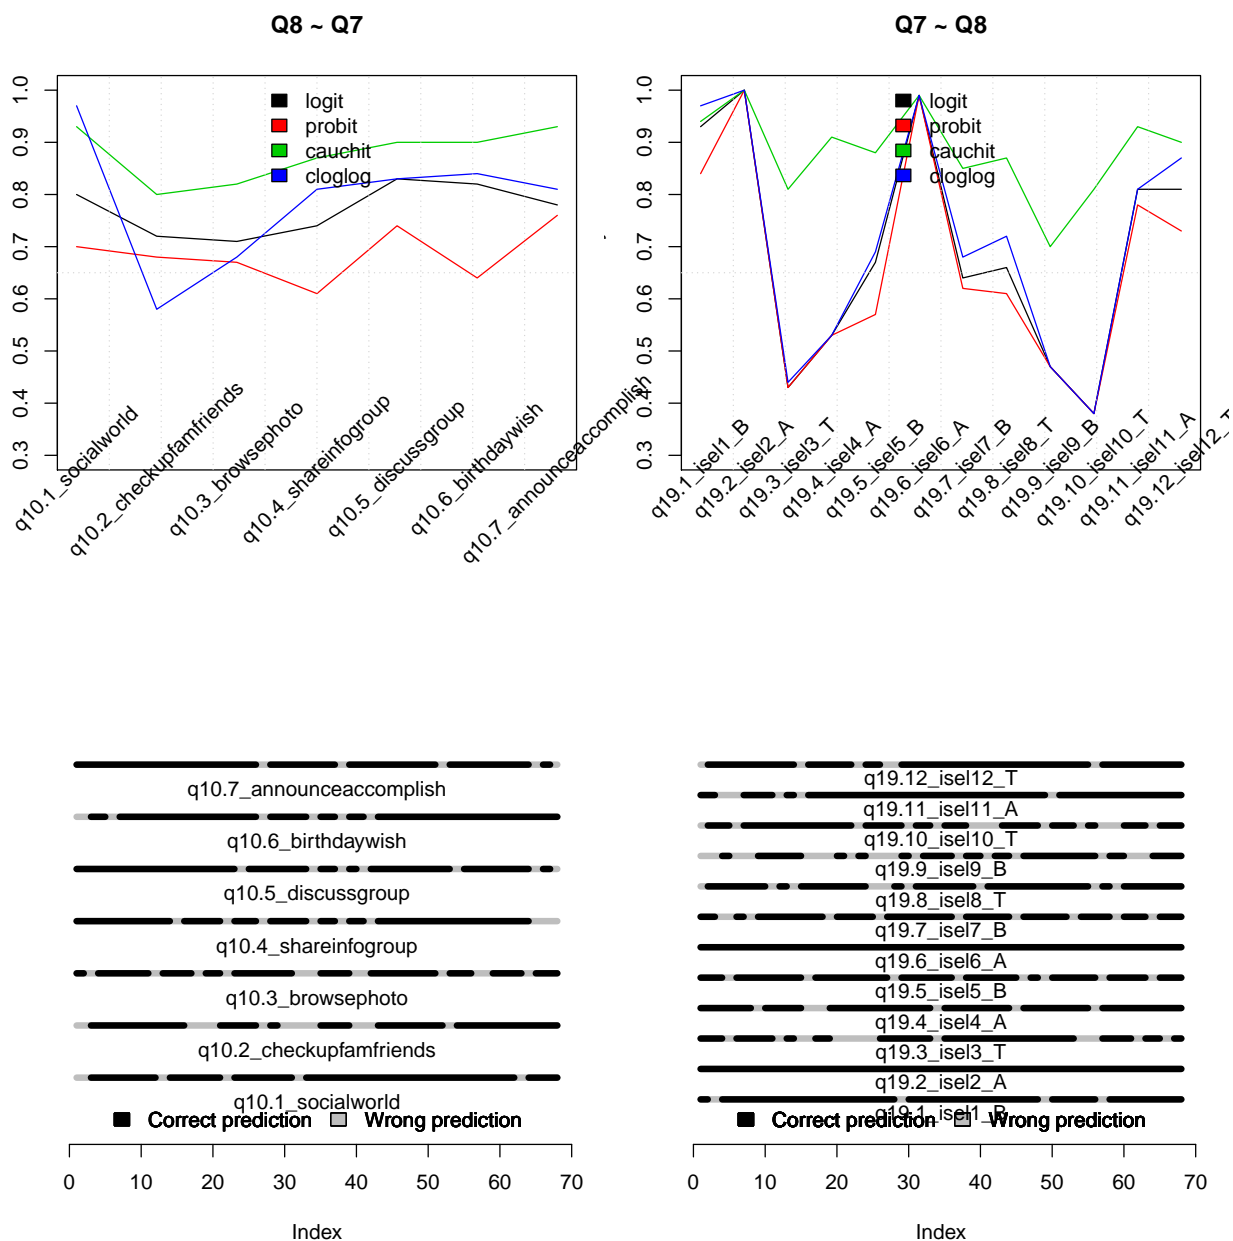 Q8 ~ Q7
1.0
0.9
0.8
0.7
0.6
0.5
0.4
0.3
logit
probit
cauchit
cloglog
q10.1_socialworld
q10.2_checkupfamfriends
q10.3_browsephoto
q10.4_shareinfogroup
q10.5_discussgroup
q10.6_birthdaywish
q10.7_announceaccomplish
Q7 ~ Q8
1.0
0.9
0.8
0.7
0.6
0.5
0.4
0.3
logit
probit
cauchit
cloglog
q19.1_isel1_B
q19.2_isel2_A
q19.3_isel3_T
q19.4_isel4_A
q19.5_isel5_B
q19.6_isel6_A
q19.7_isel7_B
q19.8_isel8_T
q19.9_isel9_B
q19.10_isel10_T
q19.11_isel11_A
q19.12_isel12_T
q10.7_announceaccomplish
q10.6_birthdaywish
q10.5_discussgroup
q10.4_shareinfogroup
q10.3_browsephoto
q10.2_checkupfamfriends
q10.1_socialworld
Correct prediction Wrong prediction
0 10 20 30 40 50 60 70
Index
q19.12_isel12_T
q19.11_isel11_A
q19.10_isel10_T
q19.9_isel9_B
q19.8_isel8_T
q19.7_isel7_B
q19.6_isel6_A
q19.5_isel5_B
q19.4_isel4_A
q19.3_isel3_T
q19.2_isel2_A
q19.1_isel1_B
Correct prediction Wrong prediction
0 10 20 30 40 50 60 70
Index